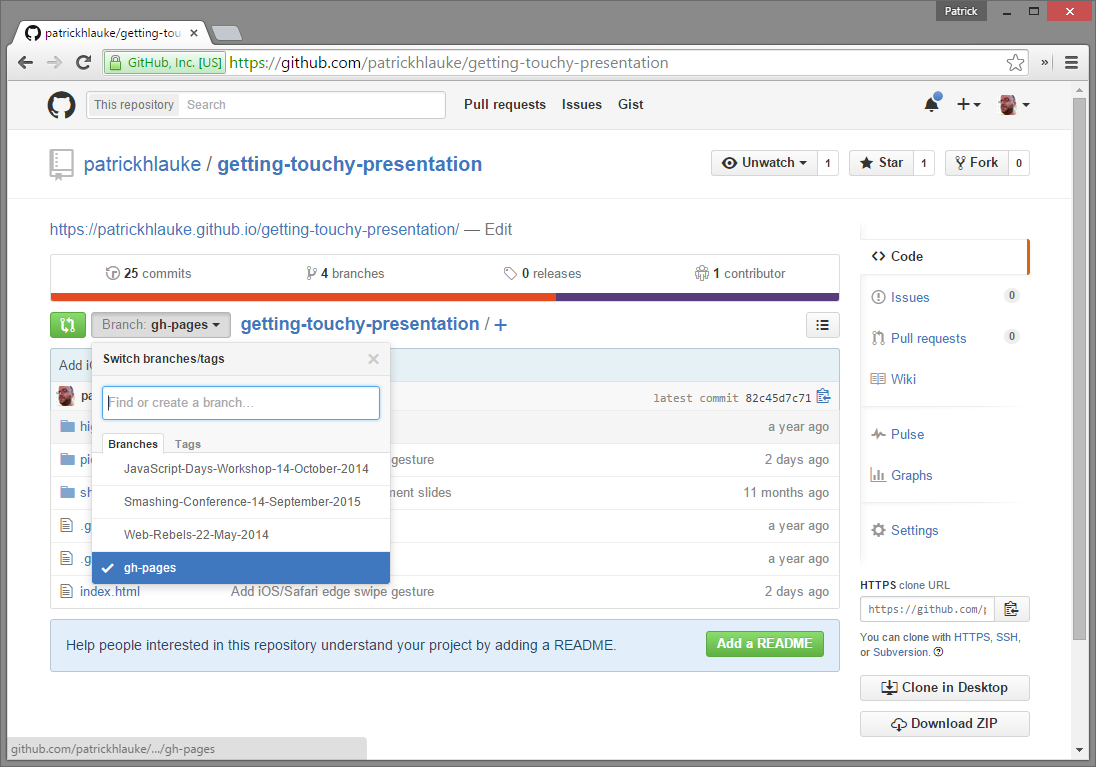 Patrick
patrickhlauke/getting-tou
GitHub, Inc. [US] https://github.com/patrickhlauke/getting-touchy-presentation
This repository Search Pull requests Issues Gist
patrickhlauke / getting-touchy-presentation Unwatch 1 Star 1 Fork 0
https://patrickhlauke.github.io/getting-touchy-presentation/ — Edit
25 commits 4 branches 0 releases 1 contributor
Branch: gh-pages getting-touchy-presentation / +
Switch branches/tags
Find or create a branch…
Branches Tags
JavaScript-Days-Workshop-14-October-2014
Smashing-Conference-14-September-2015
Web-Rebels-22-May-2014
gh-pages
Add iO
pa latest commit 82c45d7c71
hi a year ago
pi gesture 2 days ago
sh ment slides 11 months ago
.g a year ago
.g a year ago
index.html Add iOS/Safari edge swipe gesture 2 days ago
Help people interested in this repository understand your project by adding a README. Add a README
Code
Issues 0
Pull requests 0
Wiki
Pulse
Graphs
Settings
HTTPS clone URL
https://github.com/p
You can clone with HTTPS, SSH,
or Subversion.
Clone in Desktop
Download ZIP
github.com/patrickhlauke/.../gh-pages